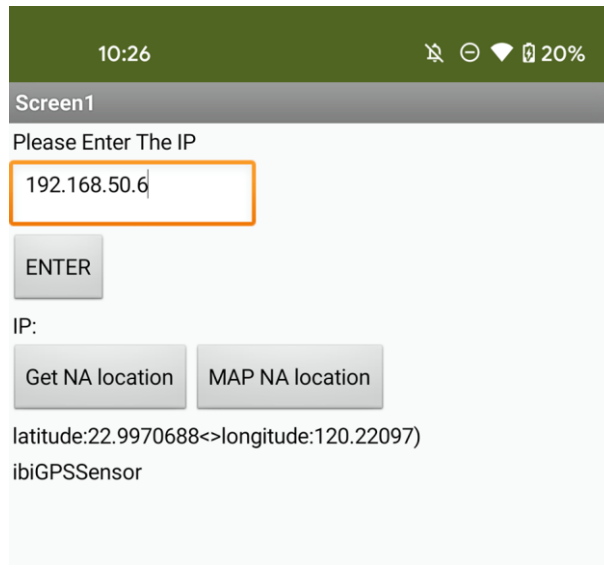 10:26 20%
Screen1
Please Enter The IP
192.168.50.6
ENTER
IP:
Get NA location MAP NA location
latitude:22.9970688<>longitude:120.22097)
ibiGPSSensor